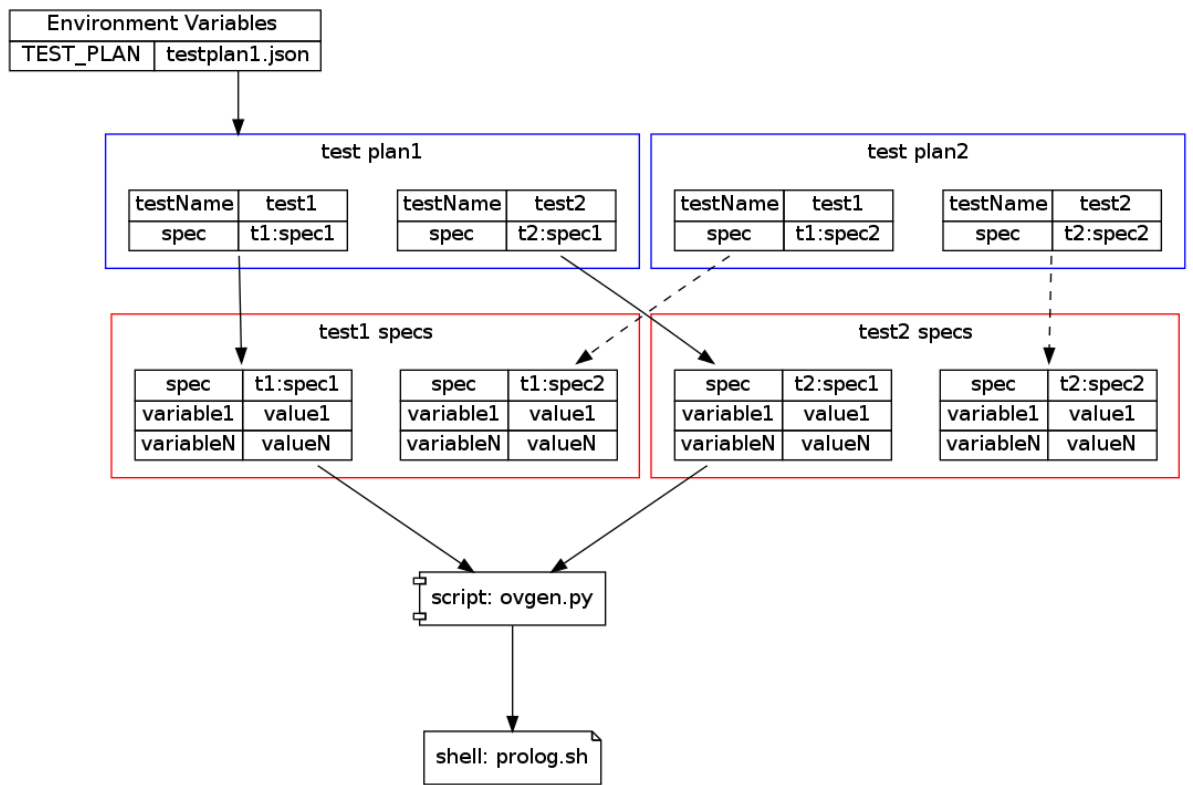 Environment Variables
TEST_PLAN testplan1.json
test plan1 test plan2
testName test1 testName test2 testName test1 testName test2
spec t1:spec1 spec t2:spec1 spec t1:spec2 spec t2:spec2
test1 specs test2 specs
spec t1:spec1 spec t1:spec2 spec t2:spec1 spec t2:spec2
variable1 value1 variable1 value1 variable1 value1 variable1 value1
variableN valueN variableN valueN variableN valueN variableN valueN
script: ovgen.py
shell: prolog.sh